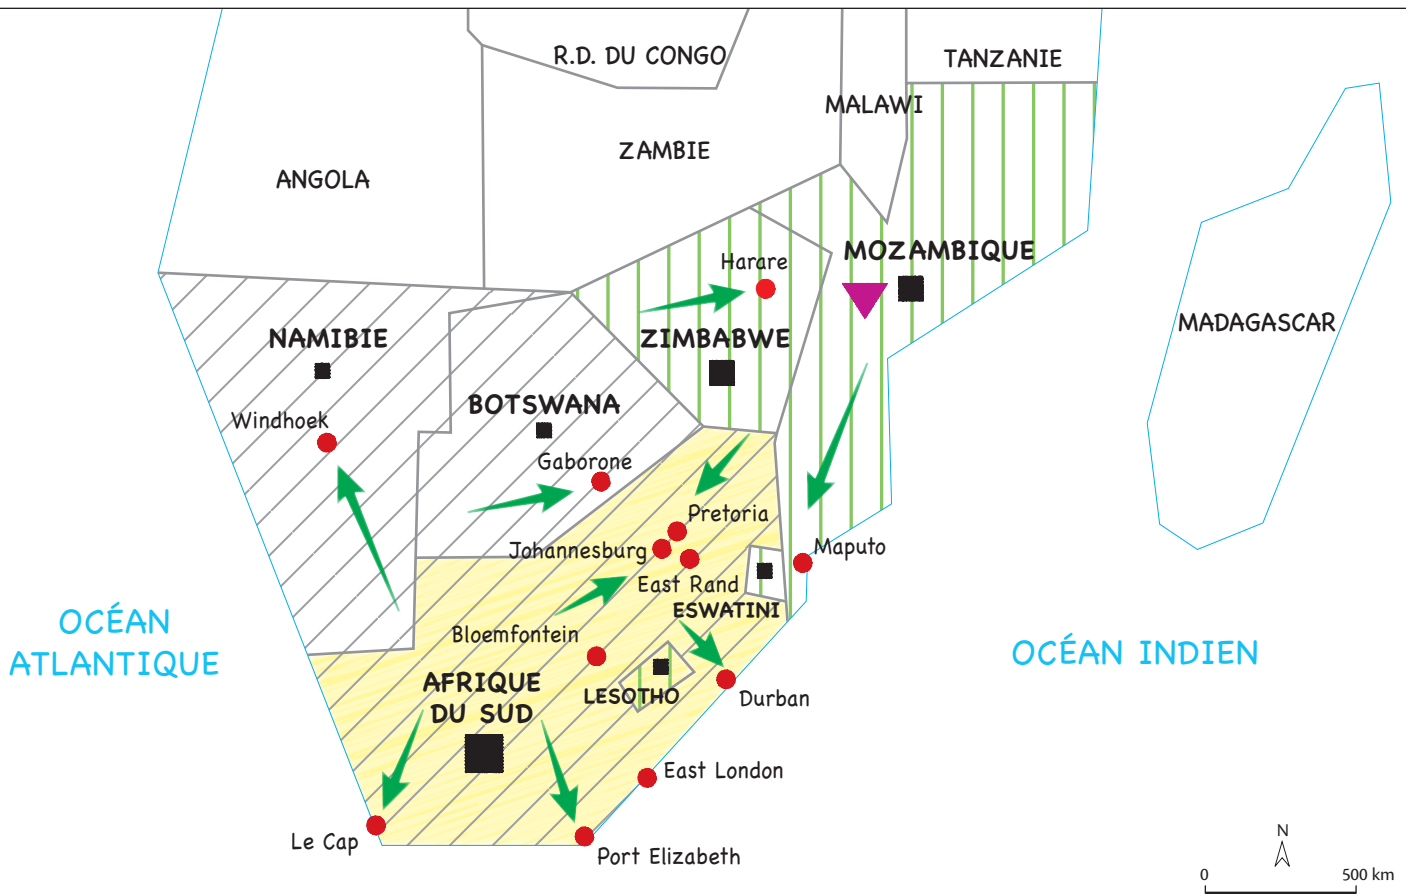 R.D. DU CONGO
TANZANIE
MALAWI
ZAMBIE
ANGOLA
MOZAMBIQUE
Harare
MADAGASCAR
NAMIBIE
ZIMBABWE
BOTSWANA
Windhoek
Gaborone
Pretoria
Johannesburg
Maputo
East Rand
ESWATINI
OCÉAN
ATLANTIQUE
Bloemfontein
OCÉAN INDIEN
AFRIQUE
DU SUD
LESOTHO
Durban
East London
Le Cap
Port Elizabeth
N
0 500 km